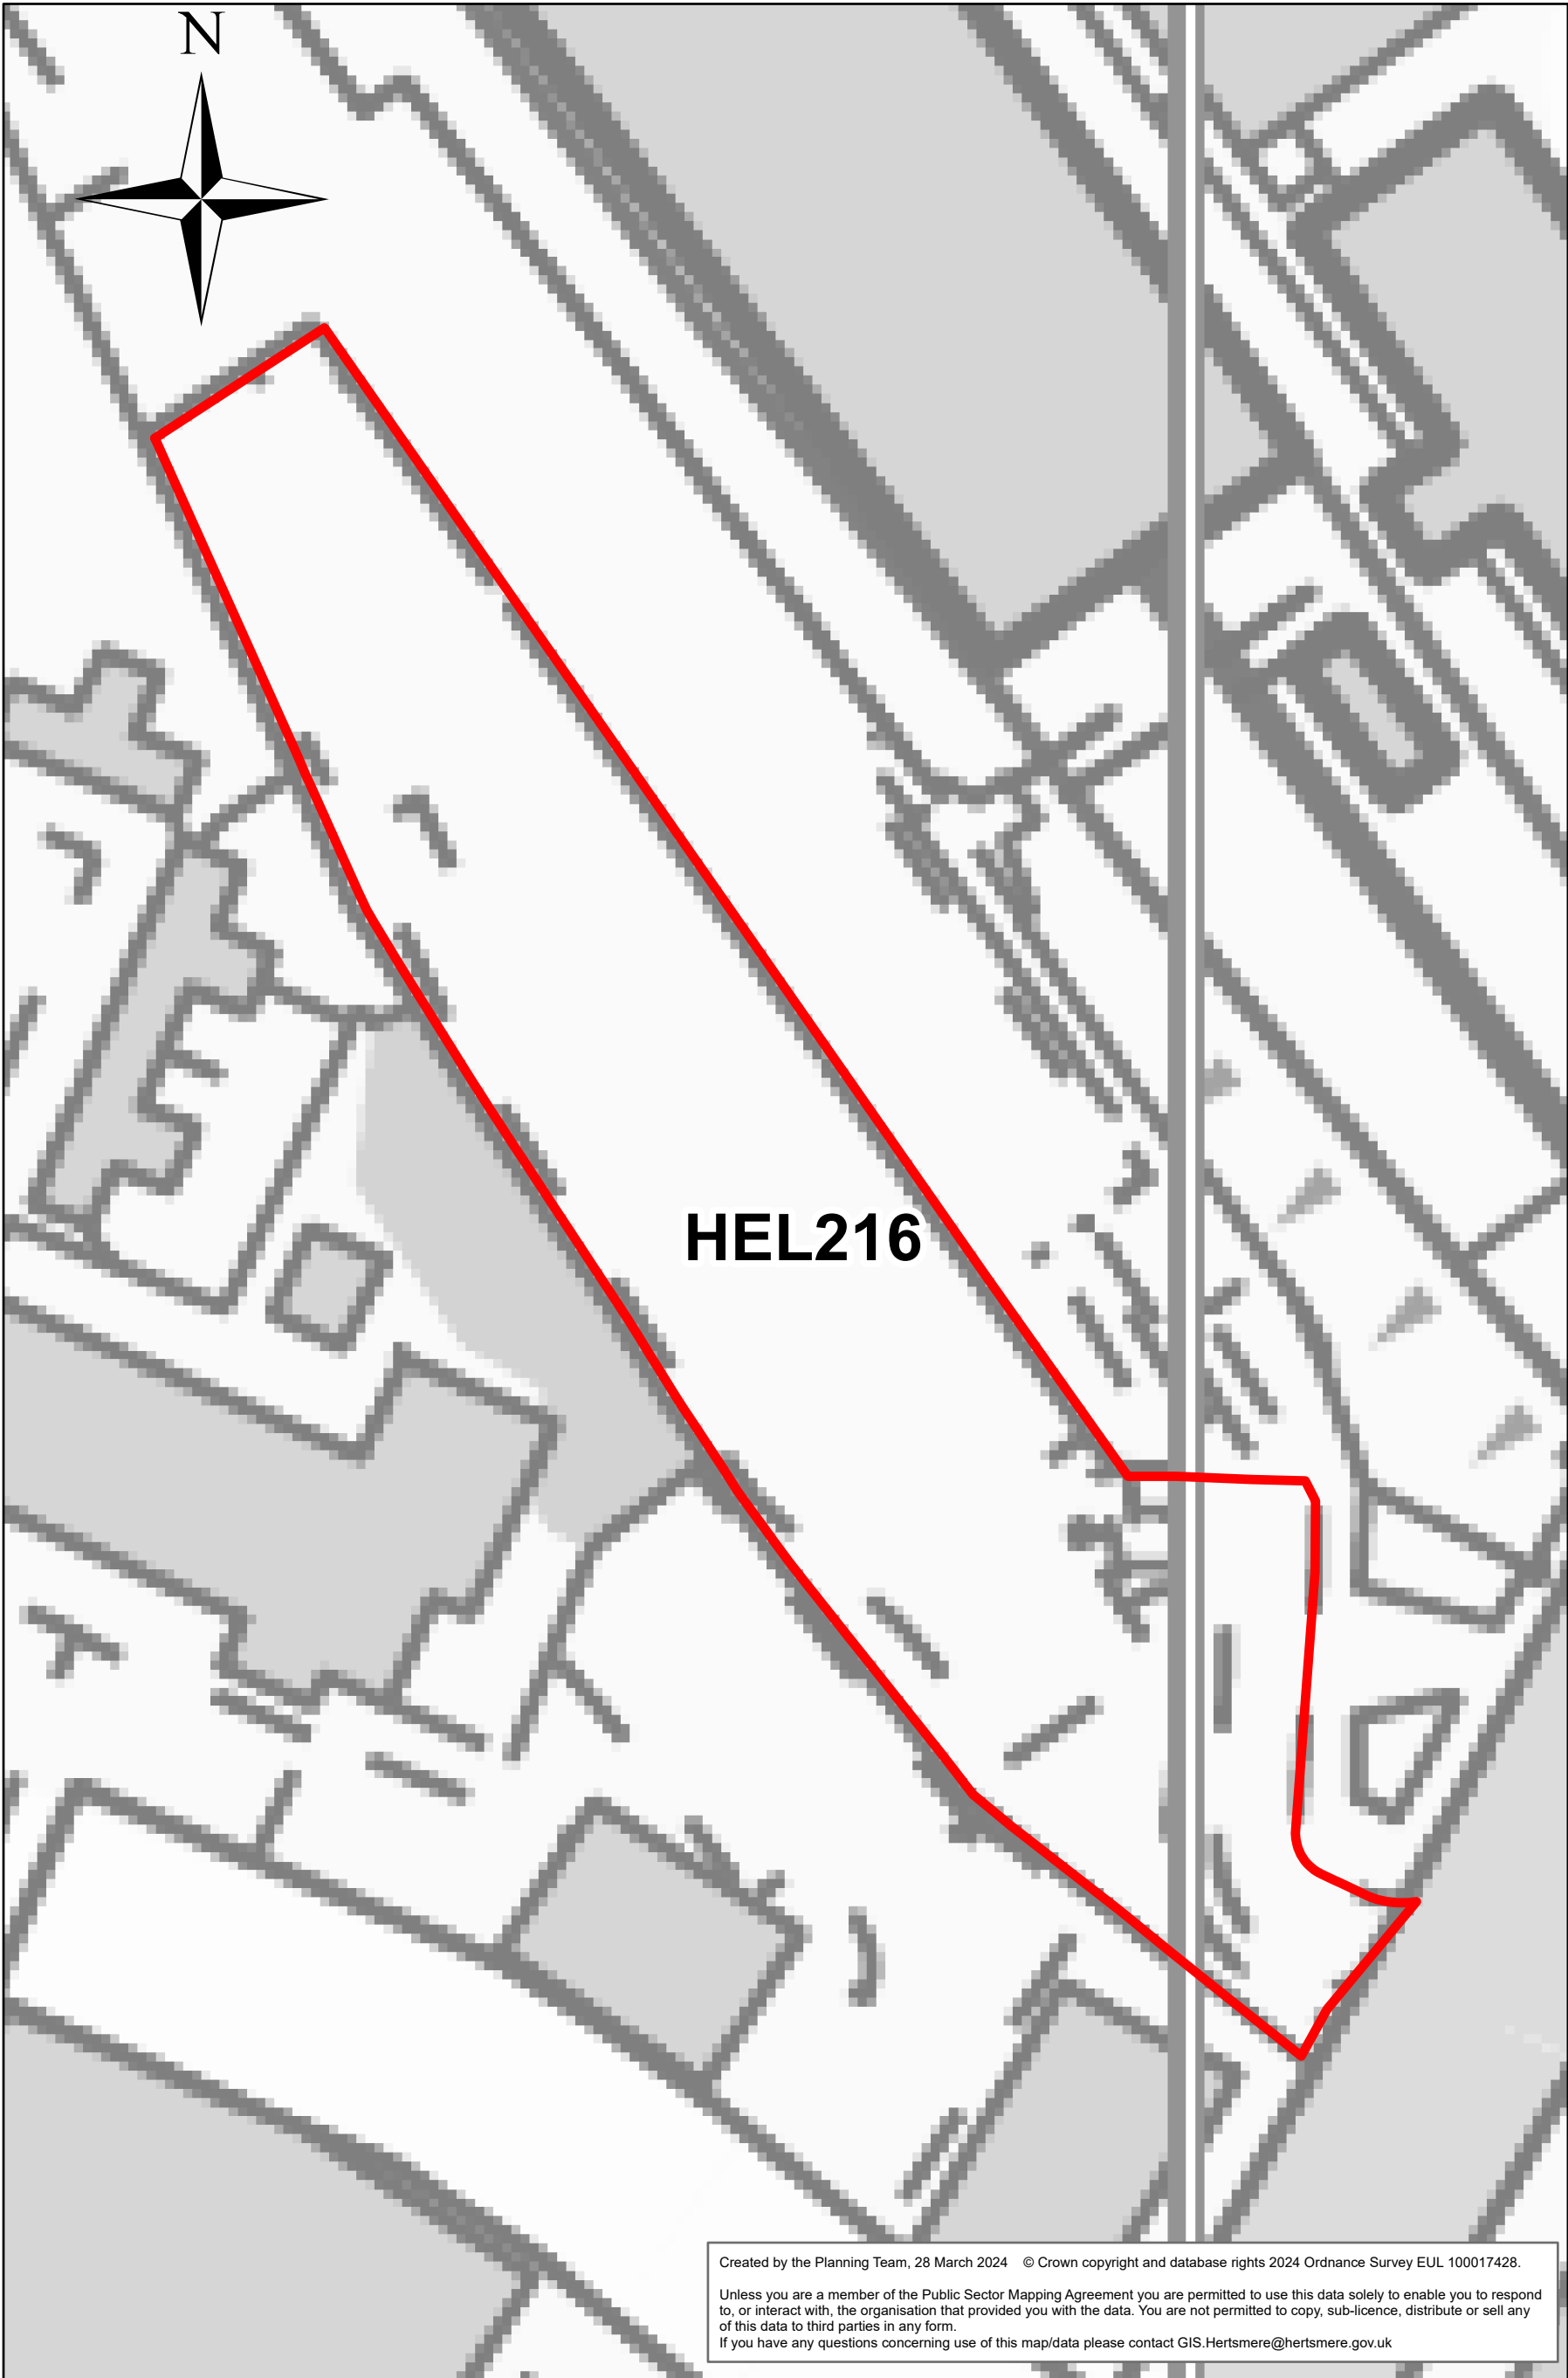 N
HEL216
Created by the Planning Team, 28 March 2024 © Crown copyright and database rights 2024 Ordnance Survey EUL 100017428.
Unless you are a member of the Public Sector Mapping Agreement you are permitted to use this data solely to enable you to respond
to, or interact with, the organisation that provided you with the data. You are not permitted to copy, sub-licence, distribute or sell any
of this data to third parties in any form.
If you have any questions concerning use of this map/data please contact GIS.Hertsmere@hertsmere.gov.uk